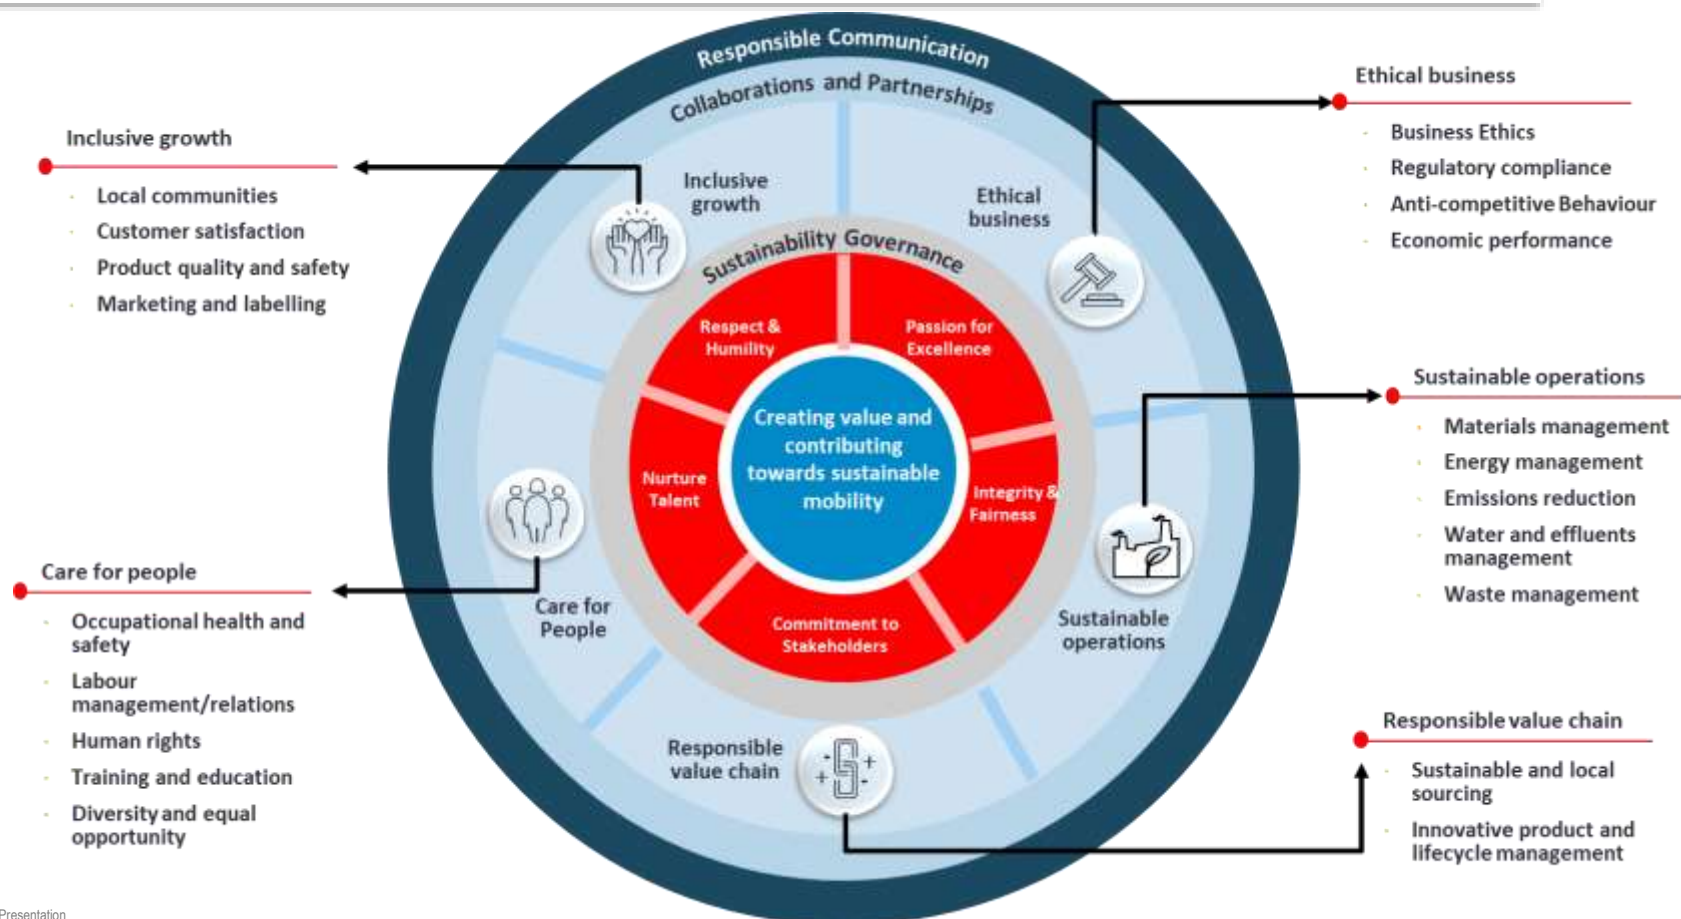 Responsible Communication
Collaborations and Partnerships
Inclusive growth
Local communities
Customer satisfaction
Product quality and safety
Marketing and labelling
Care for people
Occupational health and
safety
Labour
management/relations
Human rights
Training and education
Diversity and equal
opportunity
Inclusive
growth
Ethical
business
Sustainability Governance
Respect &
Humility
Passion for
Excellence
Creating value and
contributing
towards sustainable
mobility
Nurture
Talent
Integrity &
Fairness
Commitment to
Stakeholders
Care for
People
Sustainable
operations
Responsible
value chain
Ethical business
Business Ethics
Regulatory compliance
Anti-competitive Behaviour
Economic performance
Sustainable operations
Materials management
Energy management
Emissions reduction
Water and effluents
management
Waste management
Responsible value chain
Sustainable and local
sourcing
Innovative product and
lifecycle management
Presentation